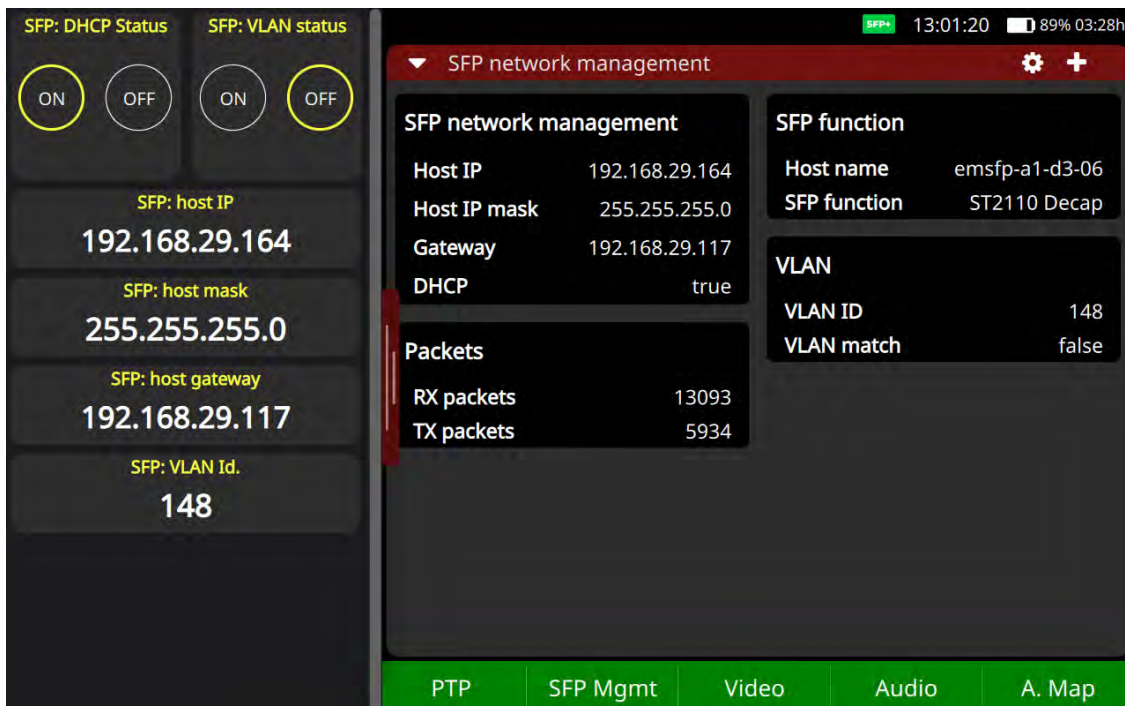 SFP: DHCP Status SFP: VLAN status
ON OFF ON OFF
SFP: host IP
192.168.29.164
SFP: host mask
255.255.255.0
SFP: host gateway
192.168.29.117
SFP: VLAN Id.
148
SFP+ 13:01:20 89% 03:28h
SFP network management
SFP network management
Host IP 192.168.29.164
Host IP mask 255.255.255.0
Gateway 192.168.29.117
DHCP true
Packets
RX packets 13093
TX packets 5934
SFP function
Host name emsfp-a1-d3-06
SFP function ST2110 Decap
VLAN
VLAN ID 148
VLAN match false
PTP SFP Mgmt Video Audio A. Map